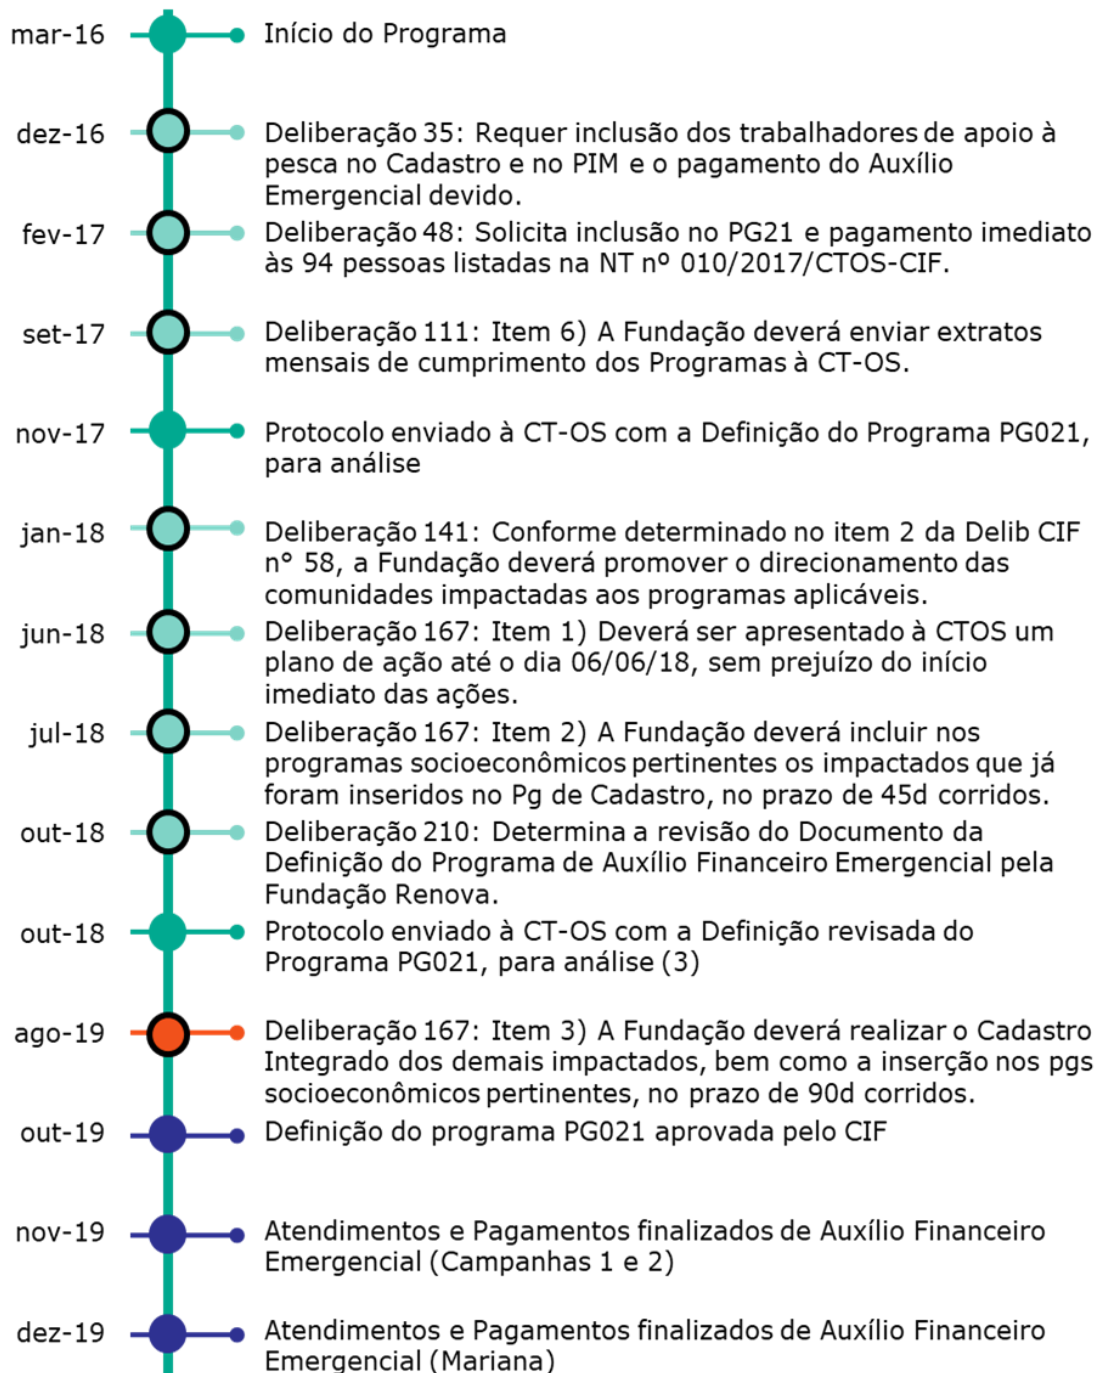 mar-16 Início do Programa
dez-16 Deliberação 35: Requer inclusão dos trabalhadores de apoio à
pesca no Cadastro e no PIM e o pagamento do Auxílio
Emergencial devido.
fev-17 Deliberação 48: Solicita inclusão no PG21 e pagamento imediato
às 94 pessoas listadas na NT nº 010/2017/CTOS-CIF.
set-17 Deliberação 111: Item 6) A Fundação deverá enviar extratos
mensais de cumprimento dos Programas à CT-OS.
nov-17 Protocolo enviado à CT-OS com a Definição do Programa PG021,
para análise
jan-18 Deliberação 141: Conforme determinado no item 2 da Delib CIF
n° 58, a Fundação deverá promover o direcionamento das
comunidades impactadas aos programas aplicáveis.
jun-18 Deliberação 167: Item 1) Deverá ser apresentado à CTOS um
plano de ação até o dia 06/06/18, sem prejuízo do início
imediato das ações.
jul-18 Deliberação 167: Item 2) A Fundação deverá incluir nos
programas socioeconômicos pertinentes os impactados que já
foram inseridos no Pg de Cadastro, no prazo de 45d corridos.
out-18 Deliberação 210: Determina a revisão do Documento da
Definição do Programa de Auxílio Financeiro Emergencial pela
Fundação Renova.
out-18 Protocolo enviado à CT-OS com a Definição revisada do
Programa PG021, para análise (3)
ago-19 Deliberação 167: Item 3) A Fundação deverá realizar o Cadastro
Integrado dos demais impactados, bem como a inserção nos pgs
socioeconômicos pertinentes, no prazo de 90d corridos.
out-19 Definição do programa PG021 aprovada pelo CIF
nov-19 Atendimentos e Pagamentos finalizados de Auxílio Financeiro
Emergencial (Campanhas 1 e 2)
dez-19 Atendimentos e Pagamentos finalizados de Auxílio Financeiro
Emergencial (Mariana)